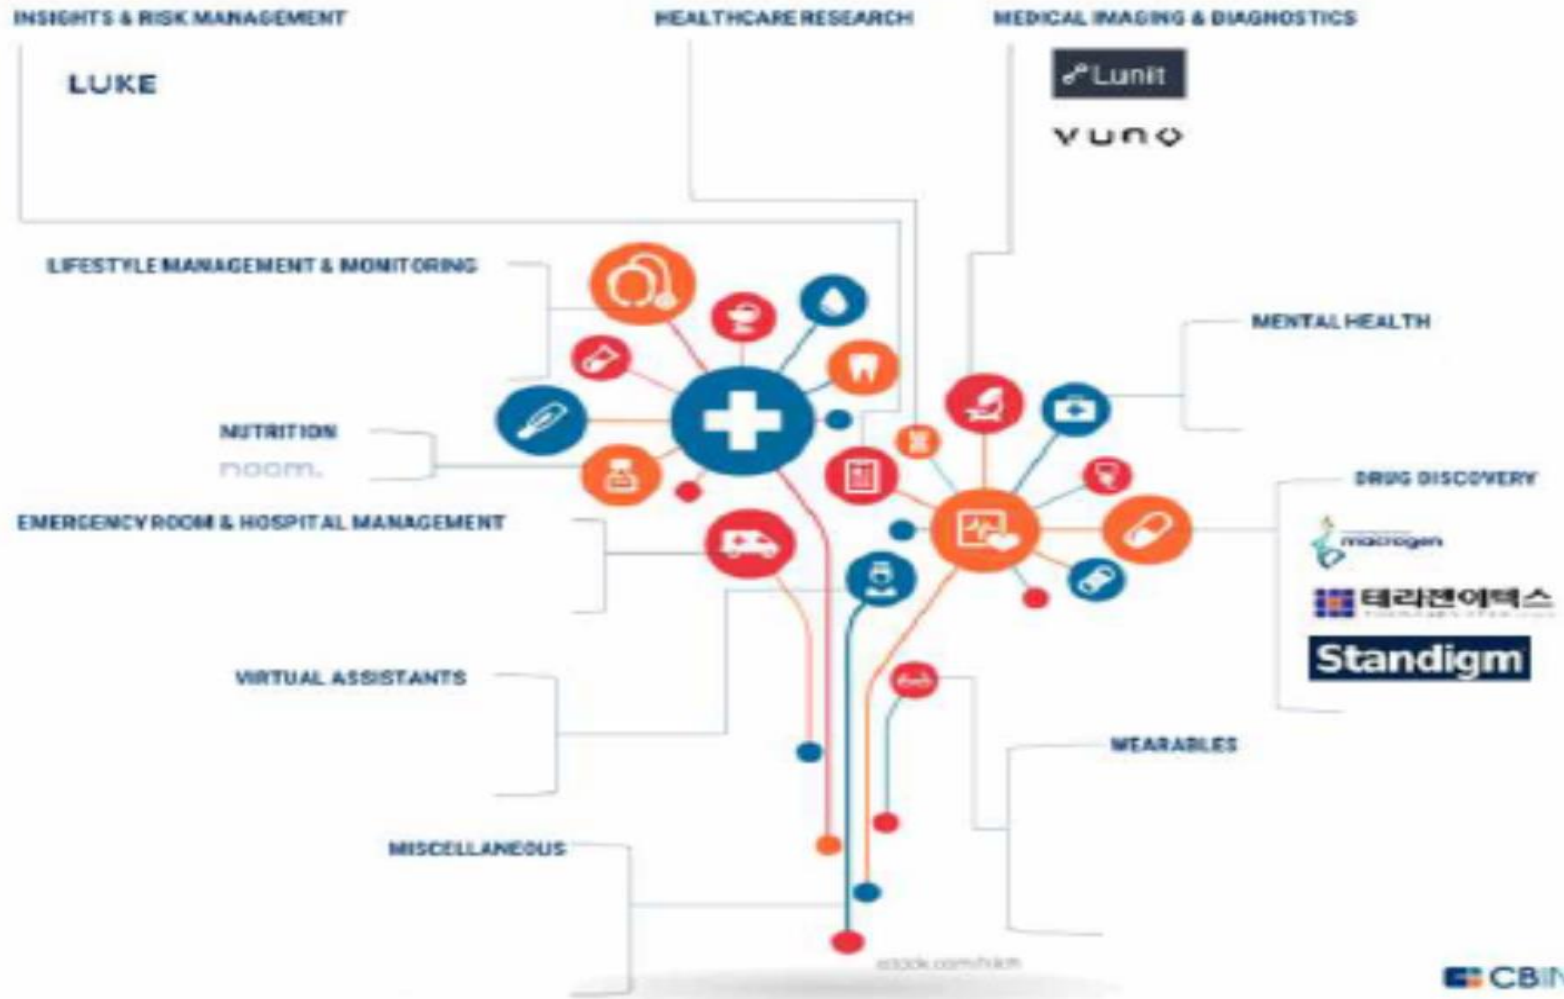 INSIGHTS & RISK MANAGEMENT
HEALTHCARE RESEARCH
MEDICAL IMAGING & DIAGNOSTICS
LUKE
Lunit
VUNO
LIFESTYLE MANAGEMENT & MONITORING
MENTAL HEALTH
NUTRITION
noom.
DRUG DISCOVERY
EMERGENCY ROOM & HOSPITAL MANAGEMENT
macrogen
테라젠이텍스
Standigm
VIRTUAL ASSISTANTS
WEARABLES
MISCELLANEOUS
CBIN